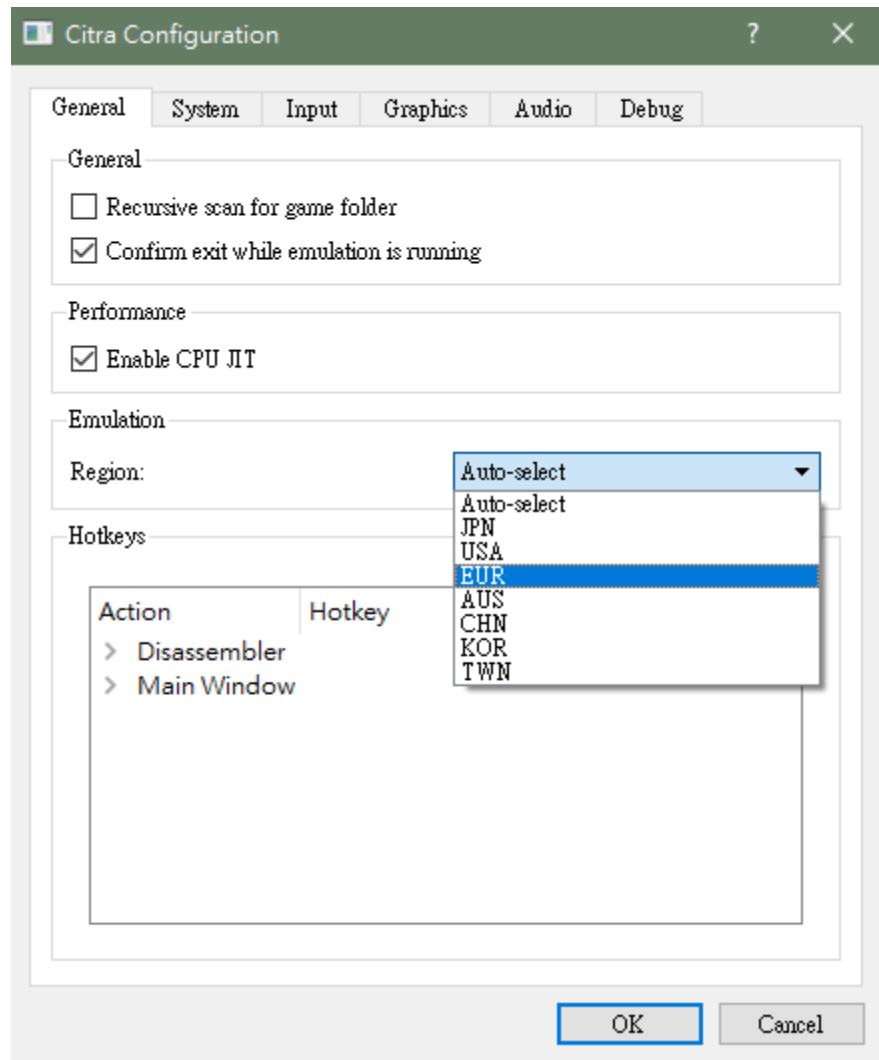 Citra Configuration
General System Input Graphics Audio Debug
General
Recursive scan for game folder
Confirm exit while emulation is running
Performance
Enable CPU JIT
Emulation
Region: Auto-select
Auto-select
JPN
USA
EUR
AUS
CHN
KOR
TWN
Hotkeys
Action Hotkey
Disassembler
Main Window
OK Cancel